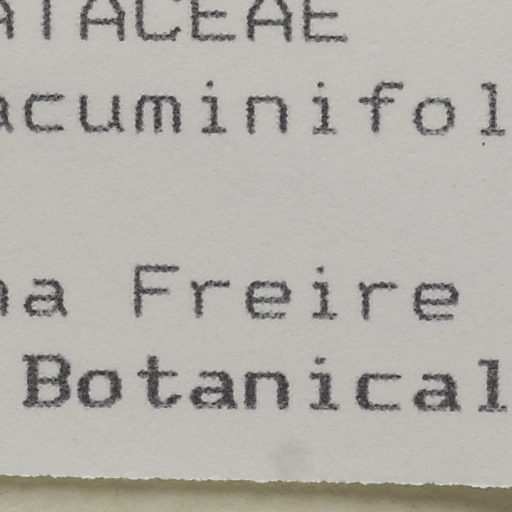 ATACEAE
acuminifol
na Freire
Botanical